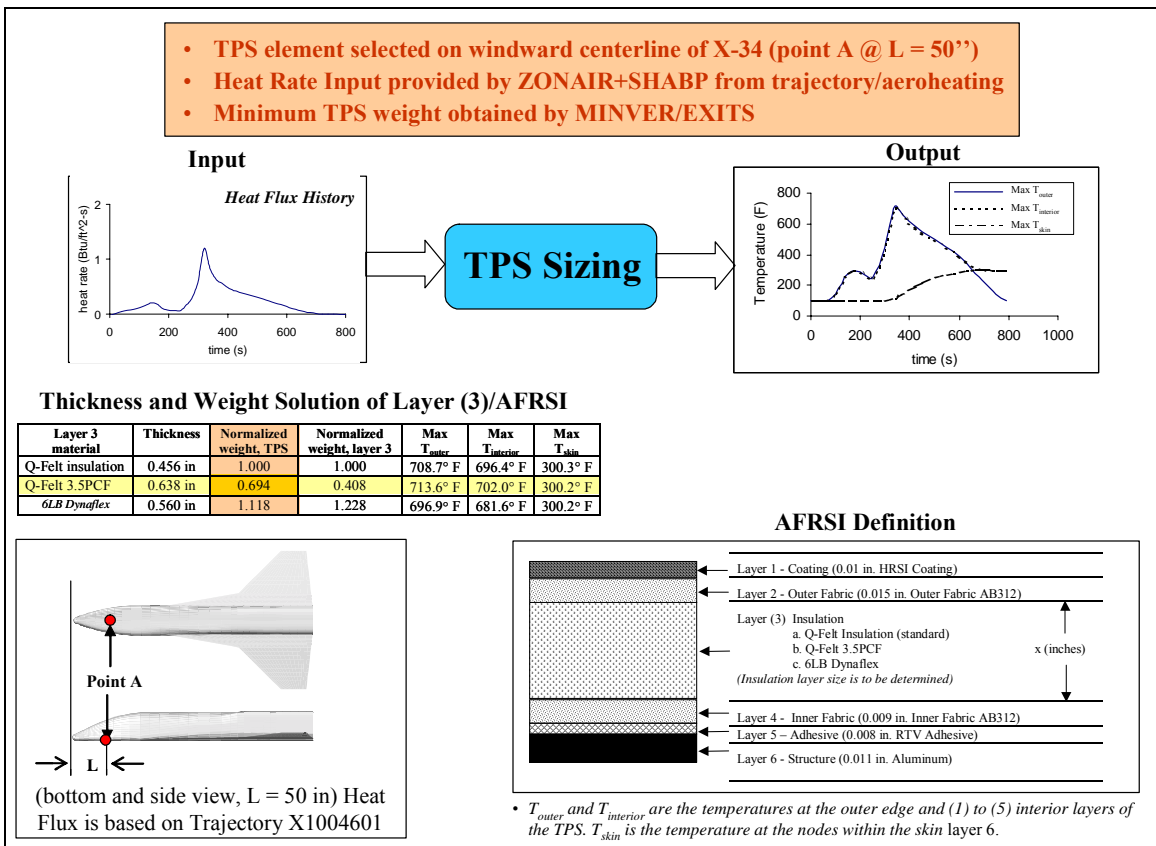 • TPS element selected on windward centerline of X-34 (point A @ L = 50’’)
• Heat Rate Input provided by ZONAIR+SHABP from trajectory/aeroheating
• Minimum TPS weight obtained by MINVER/EXITS
Input
Heat Flux History
heat rate (Btu/ft^2-s)
2
1
0
0 200 400 600 800
time (s)
TPS Sizing
Output
Temperature (F)
800
600
400
200
0
0 200 400 600 800 1000
time (s)
Max Touter
Max Tinterior
Max Tskin
Thickness and Weight Solution of Layer (3)/AFRSI
Layer 3 material Thickness Normalized weight, TPS Normalized weight, layer 3 Max Touter Max Tinterior Max Tskin
Q-Felt insulation 0.456 in 1.000 1.000 708.7° F 696.4° F 300.3° F
Q-Felt 3.5PCF 0.638 in 0.694 0.408 713.6° F 702.0° F 300.2° F
6LB Dynaflex 0.560 in 1.118 1.228 696.9° F 681.6° F 300.2° F
Point A
L
(bottom and side view, L = 50 in) Heat
Flux is based on Trajectory X1004601
AFRSI Definition
Layer 1 - Coating (0.01 in. HRSI Coating)
Layer 2 - Outer Fabric (0.015 in. Outer Fabric AB312)
Layer (3) Insulation
a. Q-Felt Insulation (standard)
b. Q-Felt 3.5PCF
c. 6LB Dynaflex
(Insulation layer size is to be determined)
x (inches)
Layer 4 - Inner Fabric (0.009 in. Inner Fabric AB312)
Layer 5 – Adhesive (0.008 in. RTV Adhesive)
Layer 6 - Structure (0.011 in. Aluminum)
• Touter and Tinterior are the temperatures at the outer edge and (1) to (5) interior layers of
the TPS. Tskin is the temperature at the nodes within the skin layer 6.